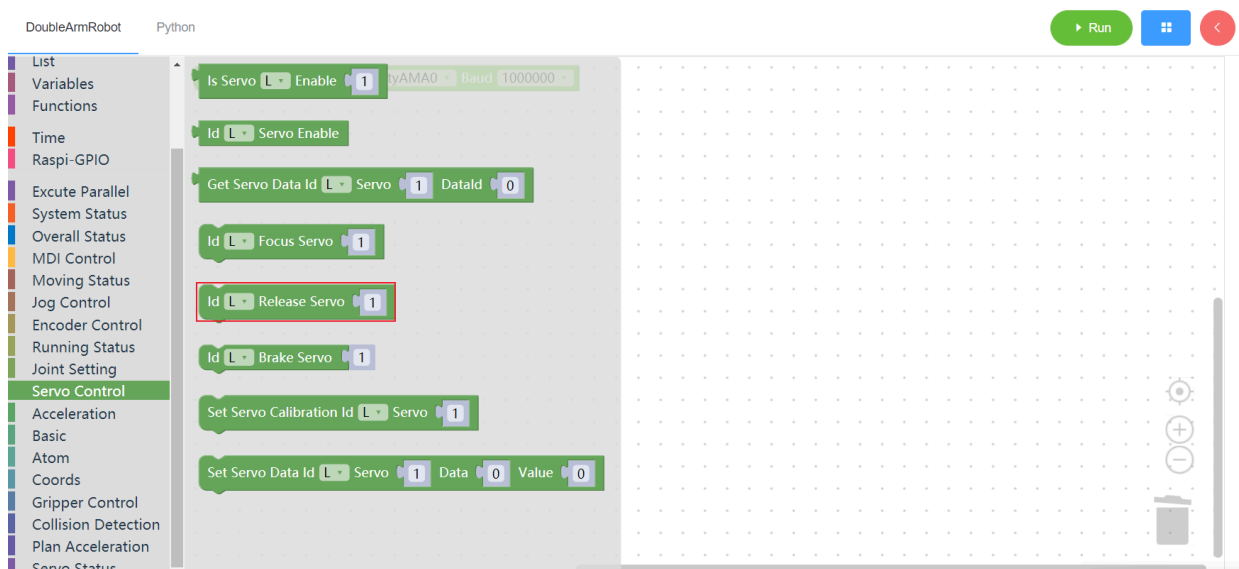 DoubleArmRobot Python Run
List
Variables
Functions
Time
Raspi-GPIO
Excute Parallel
System Status
Overall Status
MDI Control
Moving Status
Jog Control
Encoder Control
Running Status
Joint Setting
Servo Control
Acceleration
Basic
Atom
Coords
Gripper Control
Collision Detection
Plan Acceleration
Servo Status
Is Servo L Enable 1 tyAMA0 Baud 1000000
Id L Servo Enable
Get Servo Data Id L Servo 1 DataId 0
Id L Focus Servo 1
Id L Release Servo 1
Id L Brake Servo 1
Set Servo Calibration Id L Servo 1
Set Servo Data Id L Servo 1 Data 0 Value 0